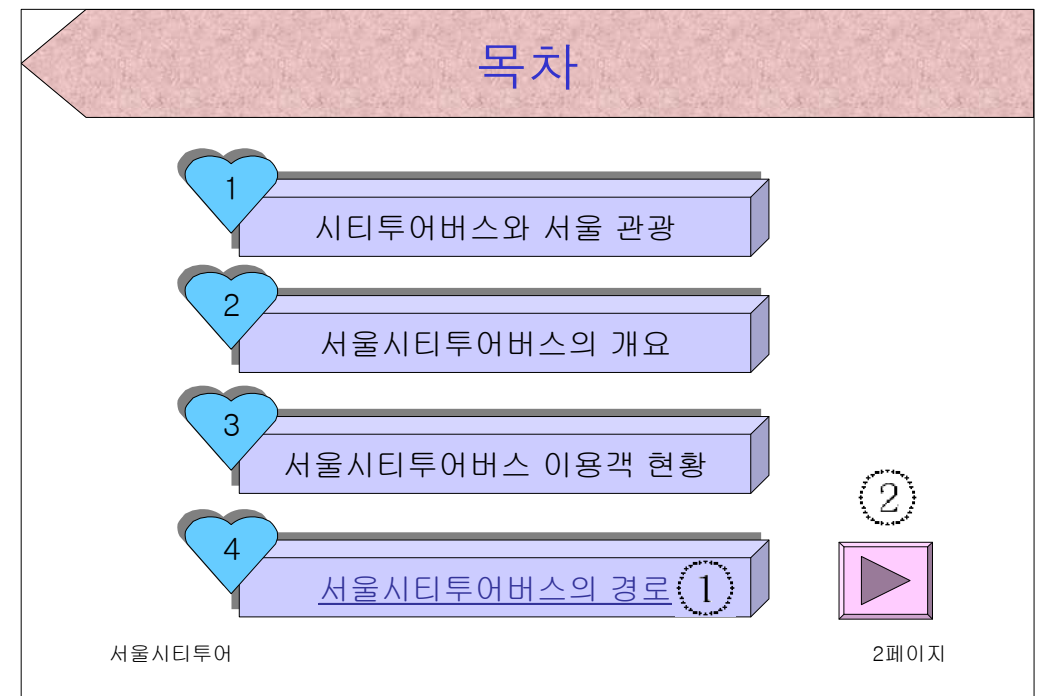 목차
1
시티투어버스와 서울 관광
2
서울시티투어버스의 개요
3
서울시티투어버스 이용객 현황
4
서울시티투어버스의 경로 1
2
서울시티투어 2페이지